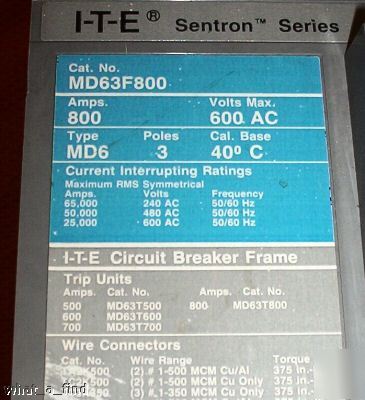 I-T-E® Sentron™ Series
Cat. No.
MD63F800
Amps. Volts Max.
800 600 AC
Type Poles Cal. Base
MD6 3 40º C
Current Interrupting Ratings
Maximum RMS Symmetrical
Amps. Volts Frequency
65,000 240 AC 50/60 Hz
50,000 480 AC 50/60 Hz
25,000 600 AC 50/60 Hz
I-T-E Circuit Breaker Frame
Trip Units
Amps. Cat. No. Amps. Cat. No.
500 MD63T500 800 MD63T800
600 MD63T600
700 MD63T700
Wire Connectors
Cat. No. Wire Range Torque
(2) #1-500 MCM Cu/Al 375 in.-
(2) #1-500 MCM Cu Only 375 in.-
(3) #1-350 MCM Cu Only 375 in.-
what_a_find